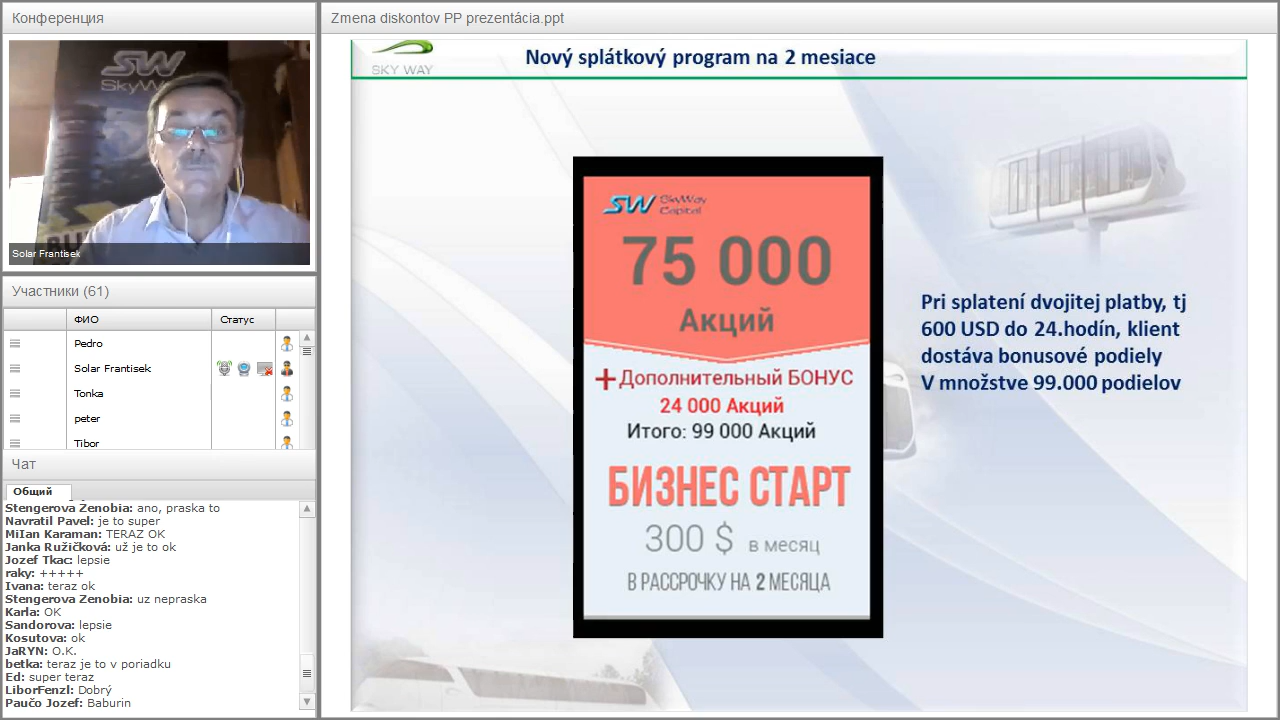 Конференция
SW
SkyW
BU
Solar Frantisek
Участники (61)
ФИО Статус
Pedro
Solar Frantisek
Tonka
peter
Tibor
Чат
Общий
Stengerova Zenobia: ano, praska to
Navratil Pavel: je to super
MiIan Karaman: TERAZ OK
Janka Ružičková: už je to ok
Jozef Tkac: lepsie
raky: +++++
Ivana: teraz ok
Stengerova Zenobia: uz nepraska
Karla: OK
Sandorova: lepsie
Kosutova: ok
JaRYN: O.K.
betka: teraz je to v poriadku
Ed: super teraz
LiborFenzl: Dobrý
Paučo Jozef: Baburin
Zmena diskontov PP prezentácia.ppt
SKY WAY
Nový splátkový program na 2 mesiace
SW SkyWay
Capital
75 000
Акций
+Дополнительный БОНУС
24 000 Акций
Итого: 99 000 Акций
БИЗНЕС СТАРТ
300 $ в месяц
В РАССРОЧКУ НА 2 МЕСЯЦА
Pri splatení dvojitej platby, tj
600 USD do 24.hodín, klient
dostáva bonusové podiely
V množstve 99.000 podielov